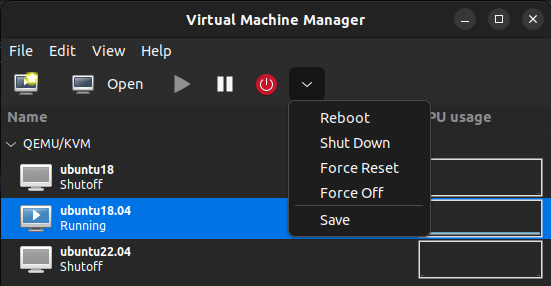 Virtual Machine Manager
File Edit View Help
Open
Reboot
Shut Down
Force Reset
Force Off
Save
Name PU usage
QEMU/KVM
ubuntu18
Shutoff
ubuntu18.04
Running
ubuntu22.04
Shutoff